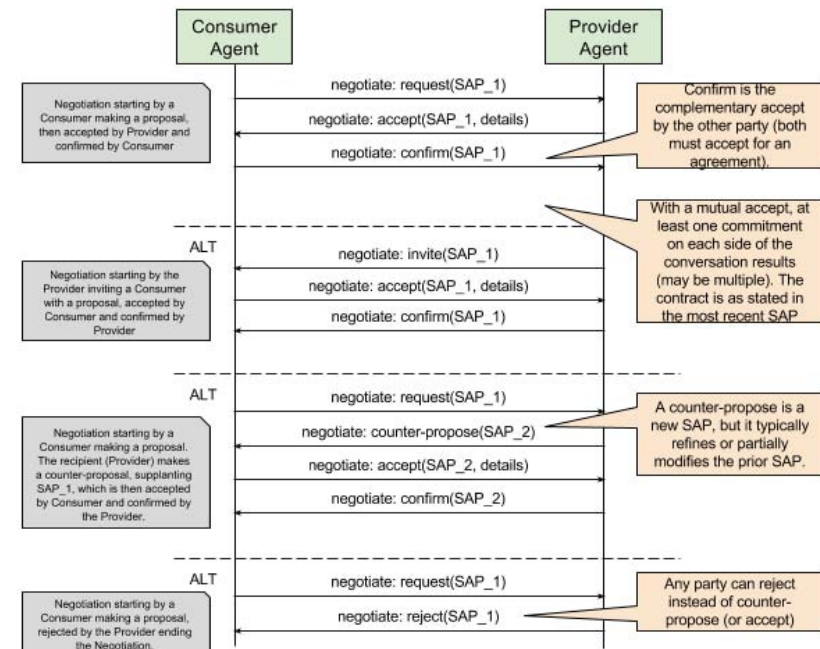 Consumer
Agent
Provider
Agent
negotiate: request(SAP_1)
Negotiation starting by a
Consumer making a proposal,
then accepted by Provider and
confirmed by Consumer
negotiate: accept(SAP_1, details)
negotiate: confirm(SAP_1)
Confirm is the
complementary accept
by the other party (both
must accept for an
agreement).
With a mutual accept, at
least one commitment
on each side of the
conversation results
(may be multiple). The
contract is as stated in
the most recent SAP
ALT
negotiate: invite(SAP_1)
Negotiation starting by the
Provider inviting a Consumer
with a proposal, accepted by
Consumer and confirmed by
Provider
negotiate: accept(SAP_1, details)
negotiate: confirm(SAP_1)
ALT
negotiate: request(SAP_1)
Negotiation starting by a
Consumer making a proposal.
The recipient (Provider) makes
a counter-proposal, supplanting
SAP_1, which is then accepted
by Consumer and confirmed by
the Provider.
negotiate: counter-propose(SAP_2)
negotiate: accept(SAP_2, details)
negotiate: confirm(SAP_2)
A counter-propose is a
new SAP, but it typically
refines or partially
modifies the prior SAP.
ALT
negotiate: request(SAP_1)
Negotiation starting by a
Consumer making a proposal,
rejected by the Provider ending
the Negotiation.
negotiate: reject(SAP_1)
Any party can reject
instead of counter-
propose (or accept)